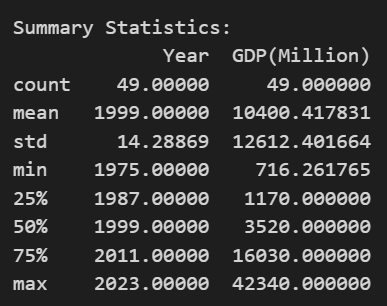 Summary Statistics:
Year GDP(Million)
count 49.00000 49.000000
mean 1999.00000 10400.417831
std 14.28869 12612.401664
min 1975.00000 716.261765
25% 1987.00000 1170.000000
50% 1999.00000 3520.000000
75% 2011.00000 16030.000000
max 2023.00000 42340.000000